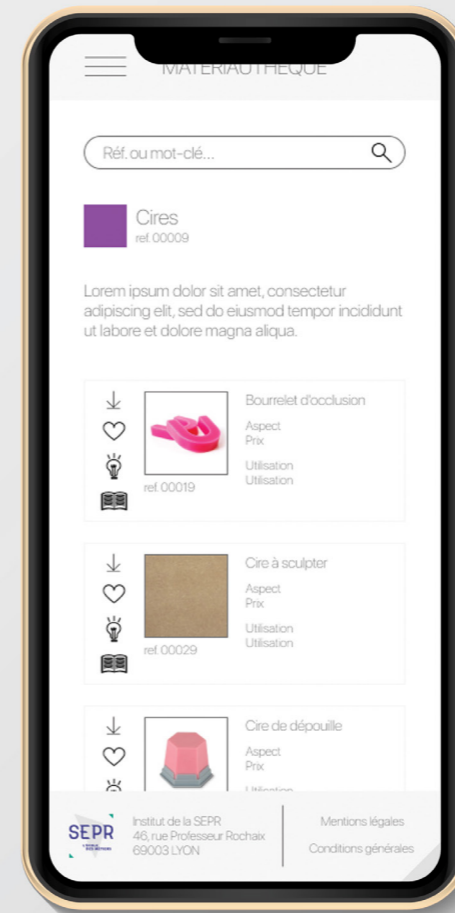 MATÉRIAUTHÈQUE
Réf. ou mot-clé...
Cires
ref. 00009
Lorem ipsum dolor sit amet, consectetur
adipiscing elit, sed do eiusmod tempor incididunt
ut labore et dolore magna aliqua.
Bourrelet d'occlusion
Aspect
Prix
Utilisation
Utilisation
ref. 00019
Cire à sculpter
Aspect
Prix
Utilisation
Utilisation
ref. 00029
Cire de dépouille
Aspect
Prix
Utilisation
SEPR
Institut de la SEPR
46, rue Professeur Rochaix
69003 LYON
Mentions légales
Conditions générales